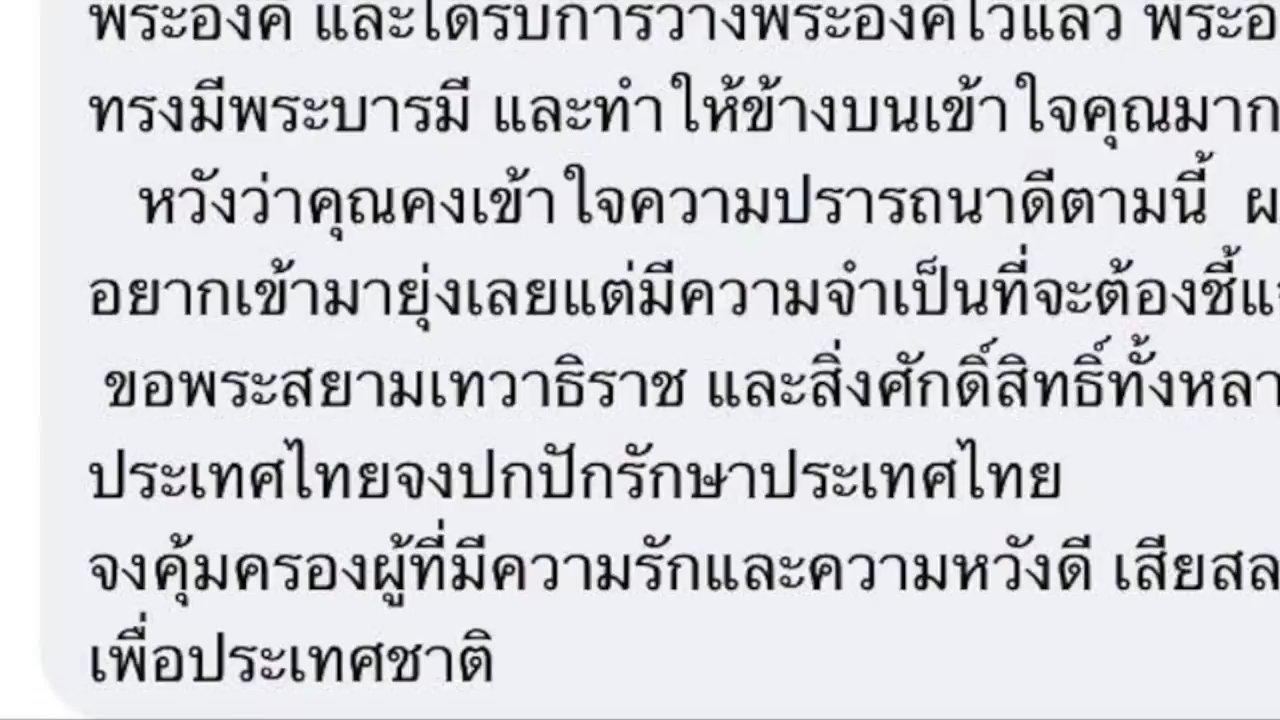 พระองค์ และได้รับการวางพระองค์ไว้แล้ว พระอ
ทรงมีพระบารมี และทำให้ข้างบนเข้าใจคุณมาก
หวังว่าคุณคงเข้าใจความปรารถนาดีตามนี้ ผ
อยากเข้ามายุ่งเลยแต่มีความจำเป็นที่จะต้องชี้แ
ขอพระสยามเทวาธิราช และสิ่งศักดิ์สิทธิ์ทั้งหลา
ประเทศไทยจงปกปักรักษาประเทศไทย
จงคุ้มครองผู้ที่มีความรักและความหวังดี เสียสล
เพื่อประเทศชาติ